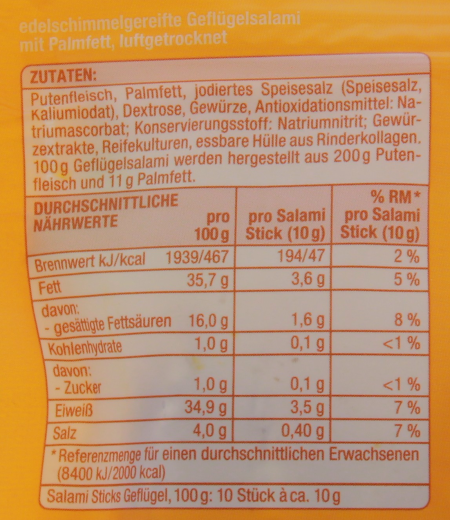 edelschimmelgereifte Geflügelsalami
mit Palmfett, luftgetrocknet
ZUTATEN:
Putenfleisch, Palmfett, jodiertes Speisesalz (Speisesalz,
Kaliumiodat), Dextrose, Gewürze, Antioxidationsmittel: Na-
triumascorbat; Konservierungsstoff: Natriumnitrit; Gewür-
zextrakte, Reifekulturen, essbare Hülle aus Rinderkollagen.
100 g Geflügelsalami werden hergestellt aus 200 g Puten-
fleisch und 11 g Palmfett.
DURCHSCHNITTLICHE NÄHRWERTE pro 100 g pro Salami Stick (10 g) % RM* pro Salami Stick (10 g)
Brennwert kJ/kcal 1939/467 194/47 2 %
Fett 35,7 g 3,6 g 5 %
davon:
- gesättigte Fettsäuren 16,0 g 1,6 g 8 %
Kohlenhydrate 1,0 g 0,1 g <1 %
davon:
- Zucker 1,0 g 0,1 g <1 %
Eiweiß 34,9 g 3,5 g 7 %
Salz 4,0 g 0,40 g 7 %
* Referenzmenge für einen durchschnittlichen Erwachsenen
(8400 kJ/2000 kcal)
Salami Sticks Geflügel, 100 g: 10 Stück à ca. 10 g